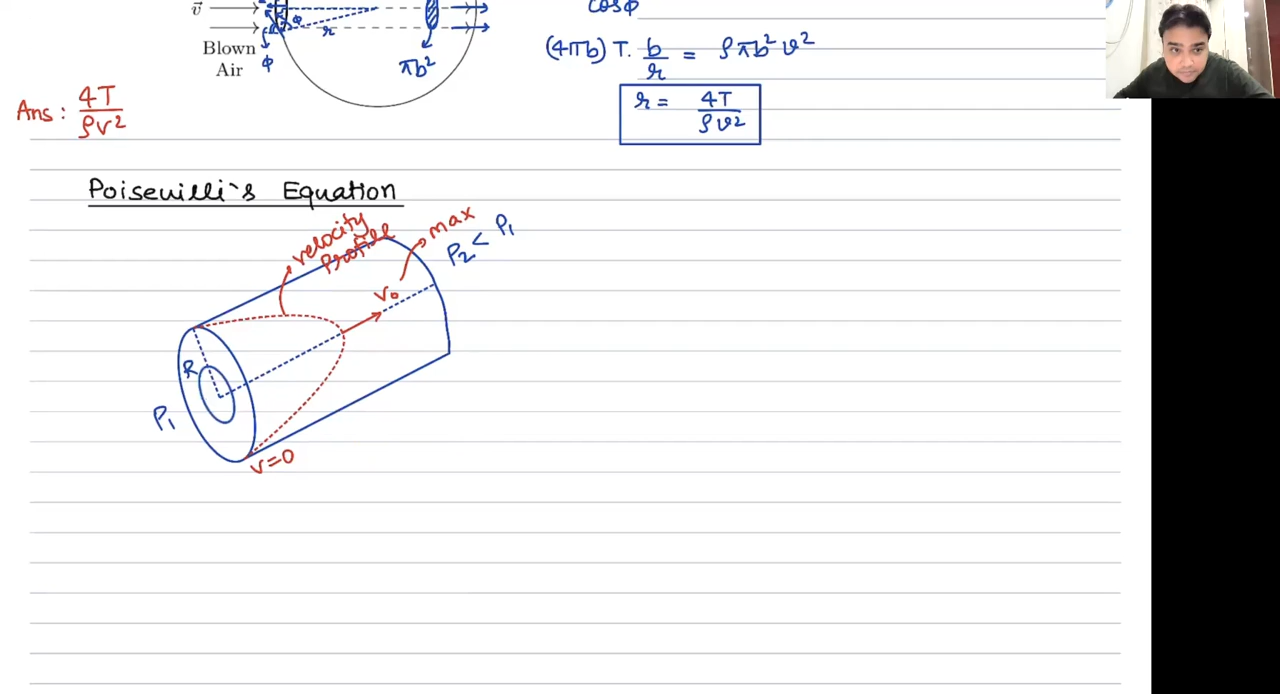 v⃗
Blown
Air
φ
φ
r
πb²
Ans : 4T / ρv²
cosφ
(4πb) T. b/r = ρπb²v²
r = 4T / ρv²
Poiseuilli's Equation
velocity
Profile
max
P₂ < P₁
v₀
R
P₁
v=0